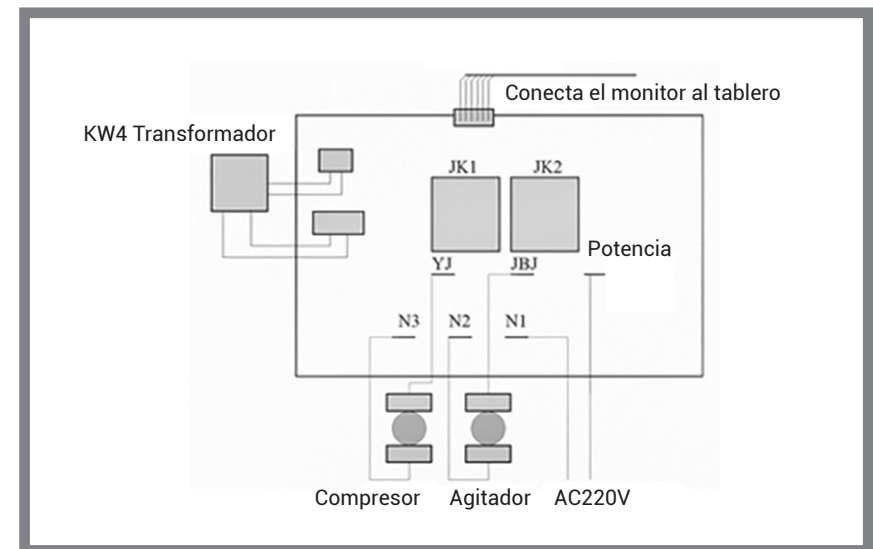 Conecta el monitor al tablero
KW4 Transformador
JK1 JK2
Potencia
YJ JBJ
N3 N2 N1
Compresor Agitador AC220V